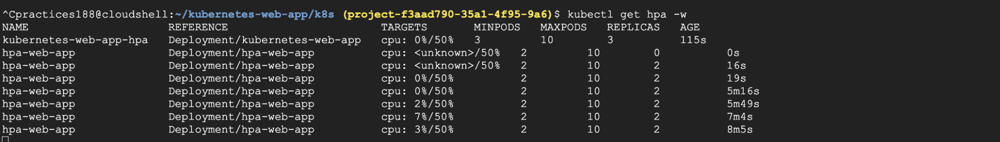 ^Cpractices188@cloudshell:~/kubernetes-web-app/k8s (project-f3aad790-35a1-4f95-9a6)$ kubectl get hpa -w
NAME                      REFERENCE                        TARGETS       MINPODS   MAXPODS   REPLICAS   AGE
kubernetes-web-app-hpa   Deployment/kubernetes-web-app   cpu: 0%/50%   3         10        3          115s
hpa-web-app              Deployment/hpa-web-app          cpu: <unknown>/50%   2         10        0          0s
hpa-web-app              Deployment/hpa-web-app          cpu: <unknown>/50%   2         10        2          16s
hpa-web-app              Deployment/hpa-web-app          cpu: 0%/50%          2         10        2          19s
hpa-web-app              Deployment/hpa-web-app          cpu: 0%/50%          2         10        2          5m16s
hpa-web-app              Deployment/hpa-web-app          cpu: 2%/50%          2         10        2          5m49s
hpa-web-app              Deployment/hpa-web-app          cpu: 7%/50%          2         10        2          7m4s
hpa-web-app              Deployment/hpa-web-app          cpu: 3%/50%          2         10        2          8m5s